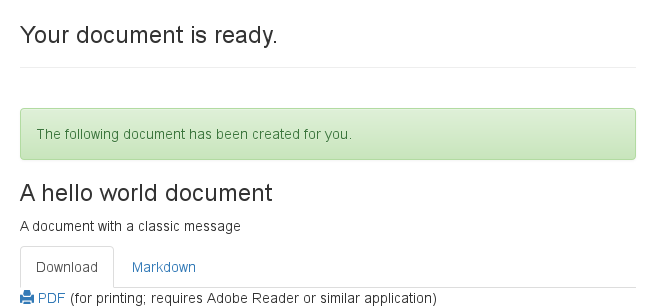 Your document is ready.
The following document has been created for you.
A hello world document
A document with a classic message
Download Markdown
PDF (for printing; requires Adobe Reader or similar application)